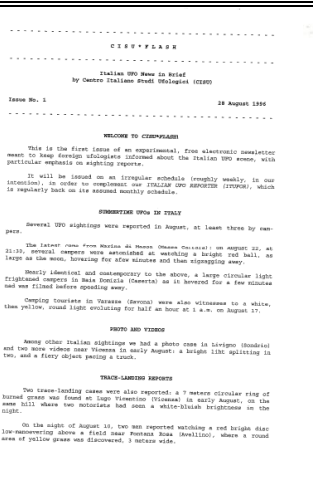 - - - - - - - - - - - - - - - - - - - - - - - - - - - - - - - - - -
C I S U * F L A S H
- - - - - - - - - - - - - - - - - - - - - - - - - - - - - - - - - -
Italian UFO News in Brief
by Centro Italiano Studi Ufologici (CISU)
Issue No. 1 28 August 1996
- - - - - - - - - - - - - - - - - - - - - - - - - - - - - - - - - -
WELCOME TO CISU*FLASH!
This is the first issue of an experimental, free electronic newsletter
meant to keep foreign ufologists informed about the Italian UFO scene, with
particular emphasis on sighting reports.
It will be issued on an irregular schedule (roughly weekly, in our
intention), in order to complement our ITALIAN UFO REPORTER (ITUFOR), which
is regularly back on its assumed monthly schedule.
SUMMERTIME UFOs IN ITALY
Several UFO sightings were reported in August, at least three by cam-
pers.
The latest came from Marina di Massa (Massa Carrara): on August 22, at
21:30, several campers were astonished at watching a bright red ball, as
large as the moon, hovering for afew minutes and then zigzagging away.
Nearly identical and contemporary to the above, a large circular light
frightened campers in Baia Domizia (Caserta) as it hovered for a few minutes
nad was filmed before speeding away.
Camping tourists in Varazze (Savona) were also witnesses to a white,
then yellow, round light evoluting for half an hour at 1 a.m. on August 17.
PHOTO AND VIDEOS
Among other Italian sightings we had a photo case in Livigno (Sondrio)
and two more videos near Vicenza in early August: a bright liht splitting in
two, and a fiery object pacing a truck.
TRACE-LANDING REPORTS
Two trace-landing cases were also reported: a 7 meters circular ring of
burned grass was found at Lugo Vicentino (Vicenza) in early August, on the
same hill where two motorists had seen a white-bluish brightness in the
night.
On the night of August 10, two men reported watching a red bright disc
low-manoevering above a field near Fontana Rosa (Avellino), where a round
area of yellow grass was discovered, 3 meters wide.